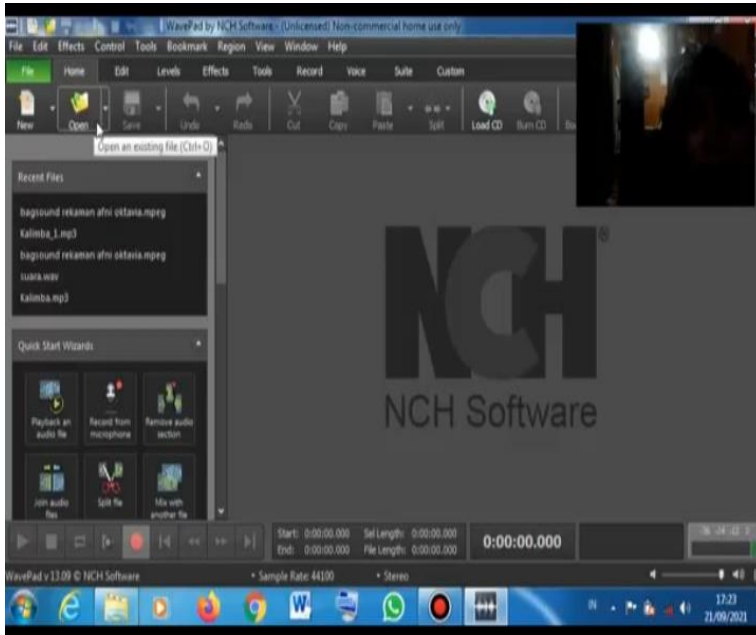 WavePad by NCH Software - (Unlicensed) Non-commercial home use only
File Edit Effects Control Tools Bookmark Region View Window Help
File Home Edit Levels Effects Tools Record Voice Suite Custom
New Open Save Undo Redo Cut Copy Paste Split Load CD Burn CD
Open an existing file (Ctrl+O)
Recent Files
bagsound rekaman afni oktavia.mpeg
Kalimba_1.mp3
bagsound rekaman afni oktavia.mpeg
suara.wav
Kalimba.mp3
NCH®
NCH Software
Quick Start Wizards
Playback an audio file
Record from microphone
Remove audio section
Join audio files
Split file
Mix with another file
Start: 0:00:00.000 Sel Length: 0:00:00.000
End: 0:00:00.000 File Length: 0:00:00.000
0:00:00.000
WavePad v 13.09 © NCH Software • Sample Rate: 44100 • Stereo
IN
17:23
21/09/2021